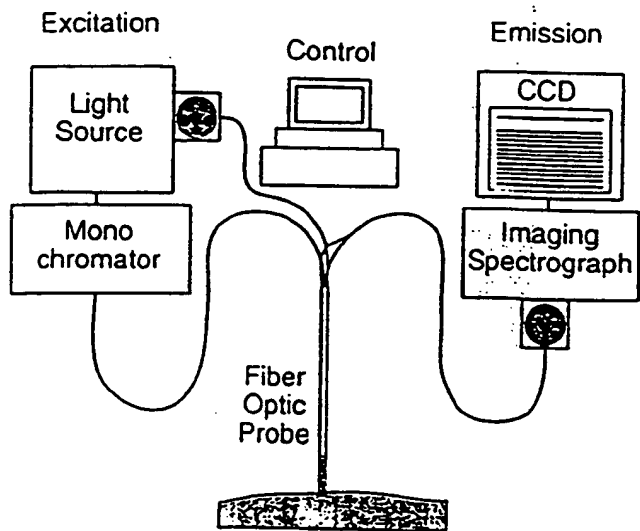 Excitation
Control
Emission
Light
Source
CCD
Mono
chromator
Imaging
Spectrograph
Fiber
Optic
Probe